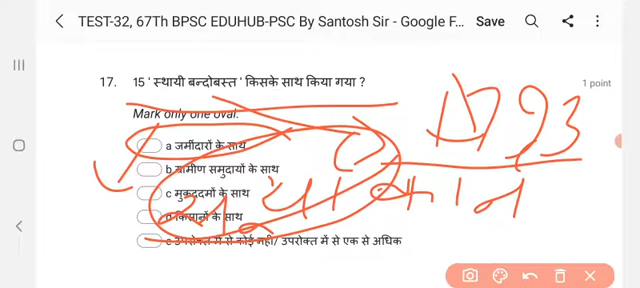 TEST-32, 67Th BPSC EDUHUB-PSC By Santosh Sir - Google F... Save
17. 15 ' स्थायी बन्दोबस्त ' किसके साथ किया गया ?
1 point
Mark only one oval.
a जमींदारों के साथ
b ग्रामीण समुदायों के साथ
c मुकद्दमों के साथ
d किसानों के साथ
e उपरोक्त में से कोई नही/ उपरोक्त में से एक से अधिक
1793